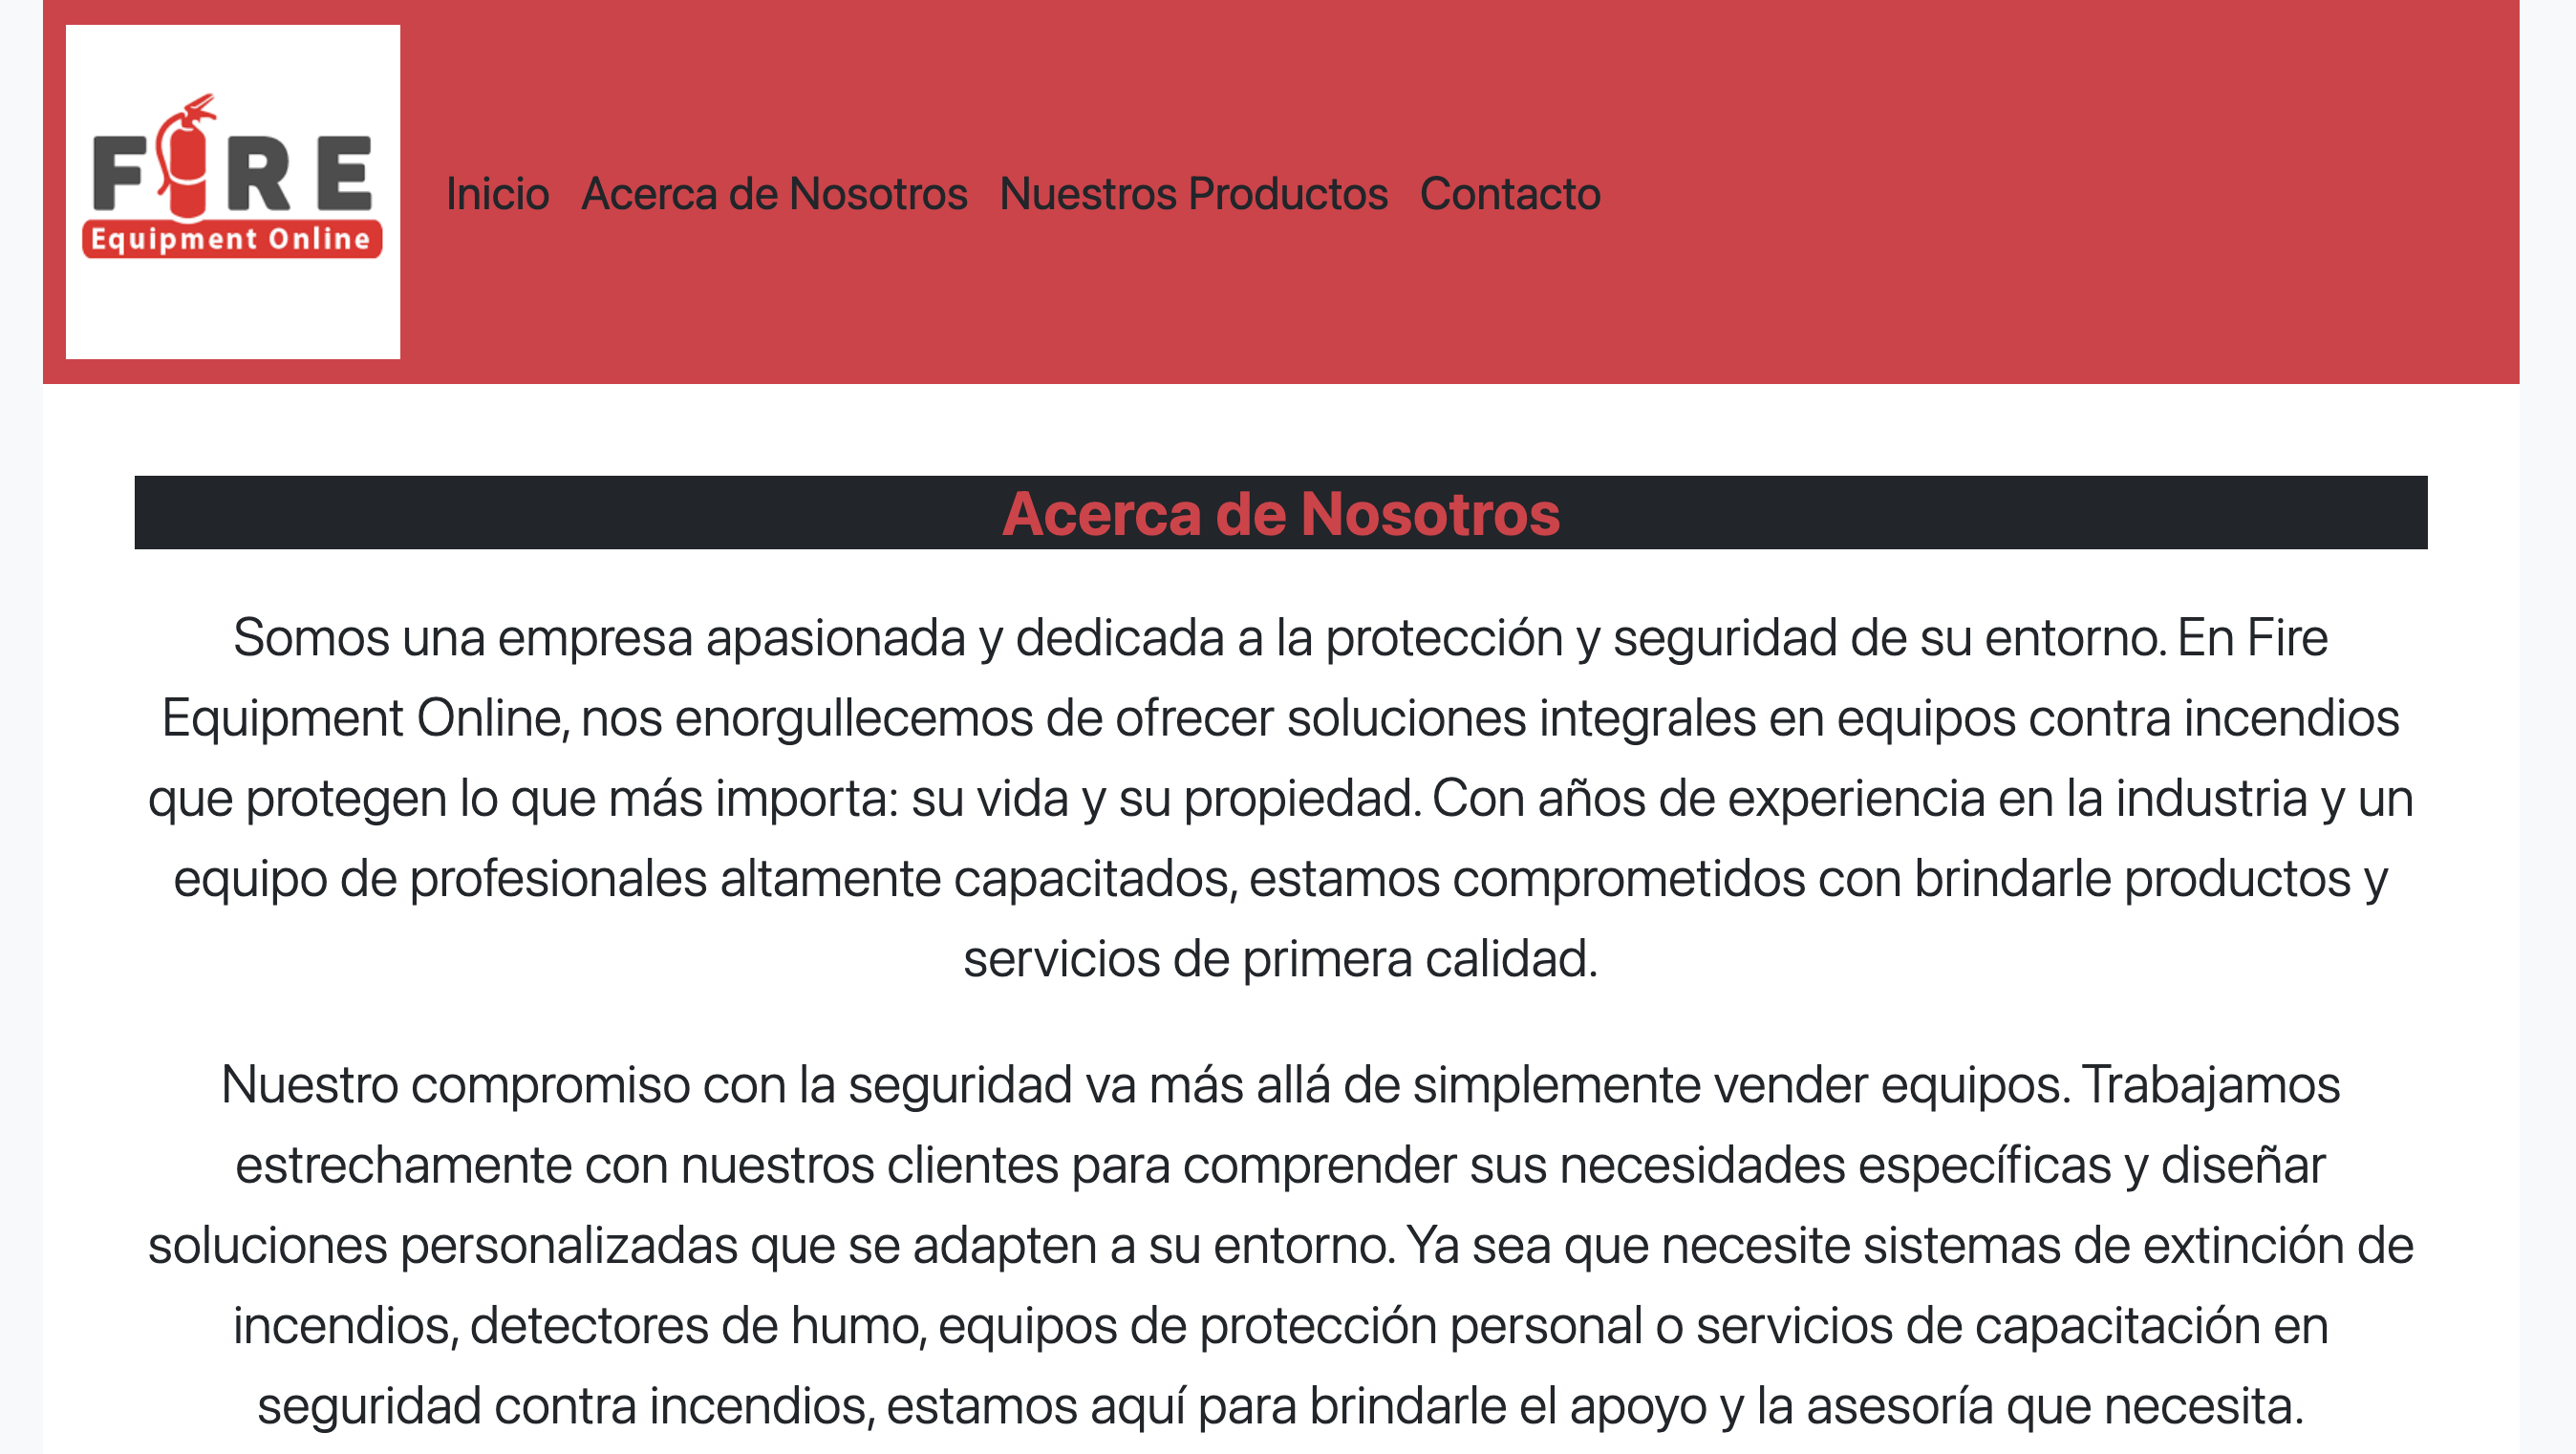 FIRE
Equipment Online
Inicio Acerca de Nosotros Nuestros Productos Contacto
Acerca de Nosotros
Somos una empresa apasionada y dedicada a la protección y seguridad de su entorno. En Fire
Equipment Online, nos enorgullecemos de ofrecer soluciones integrales en equipos contra incendios
que protegen lo que más importa: su vida y su propiedad. Con años de experiencia en la industria y un
equipo de profesionales altamente capacitados, estamos comprometidos con brindarle productos y
servicios de primera calidad.
Nuestro compromiso con la seguridad va más allá de simplemente vender equipos. Trabajamos
estrechamente con nuestros clientes para comprender sus necesidades específicas y diseñar
soluciones personalizadas que se adapten a su entorno. Ya sea que necesite sistemas de extinción de
incendios, detectores de humo, equipos de protección personal o servicios de capacitación en
seguridad contra incendios, estamos aquí para brindarle el apoyo y la asesoría que necesita.